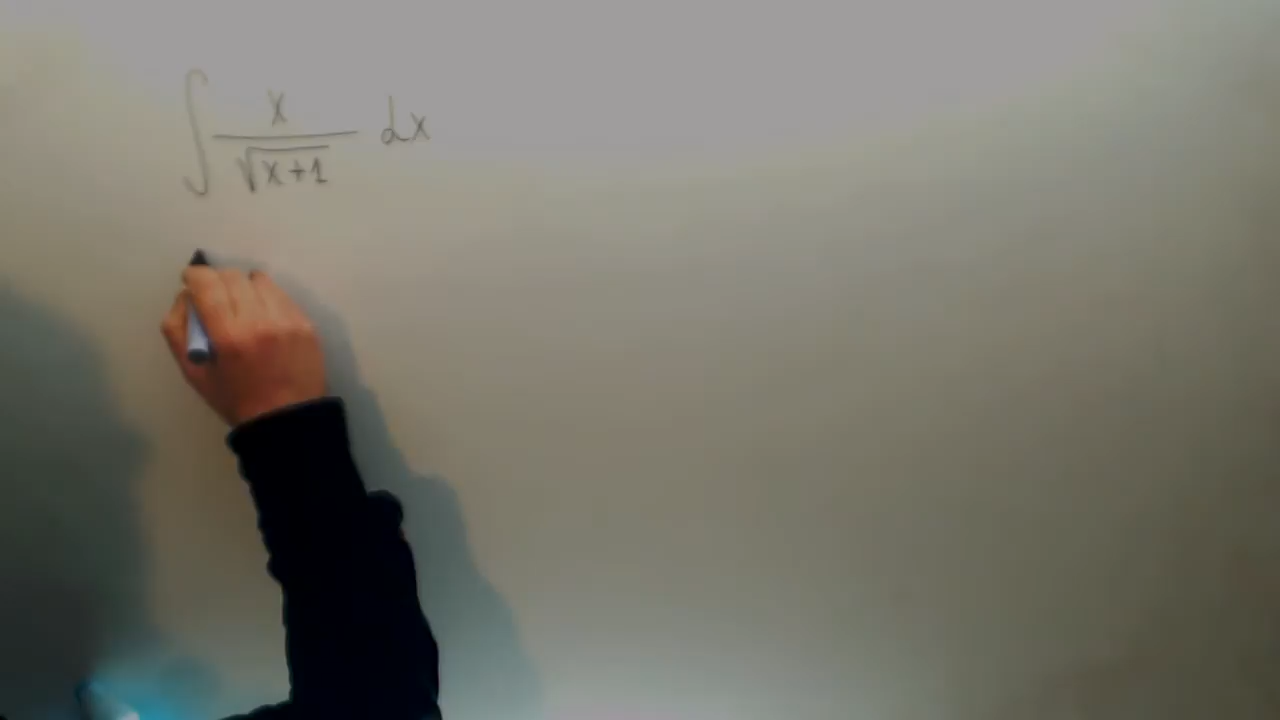 ∫ x/√(x+1) dx